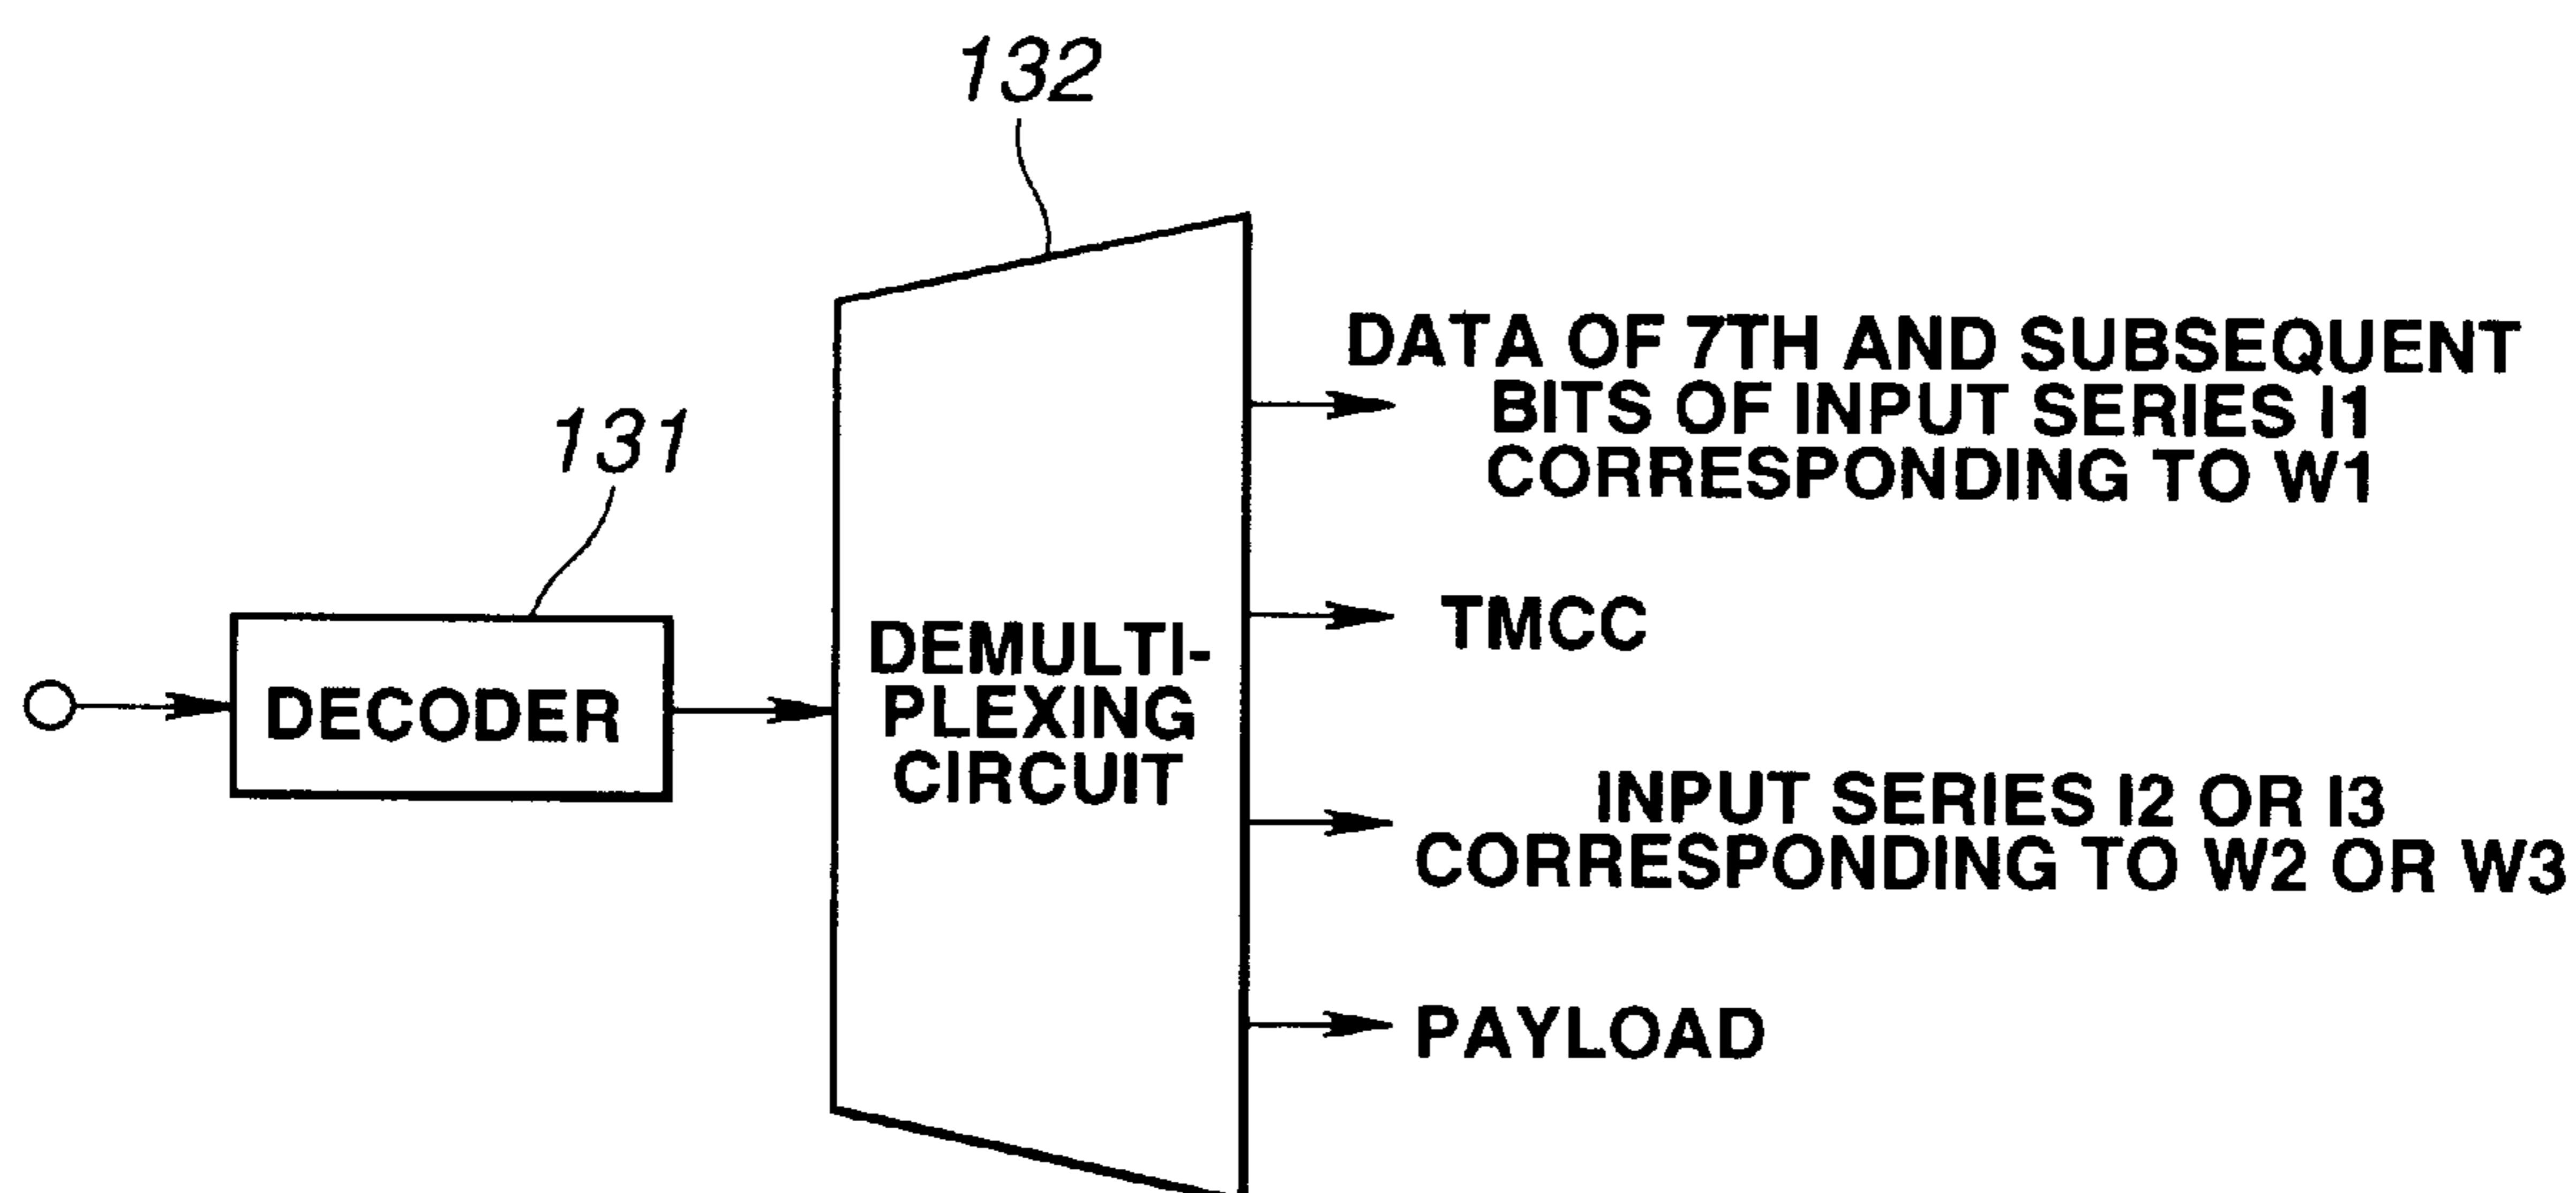 132
131
DECODER
DEMULTI-
PLEXING
CIRCUIT
DATA OF 7TH AND SUBSEQUENT
BITS OF INPUT SERIES I1
CORRESPONDING TO W1
TMCC
INPUT SERIES I2 OR I3
CORRESPONDING TO W2 OR W3
PAYLOAD